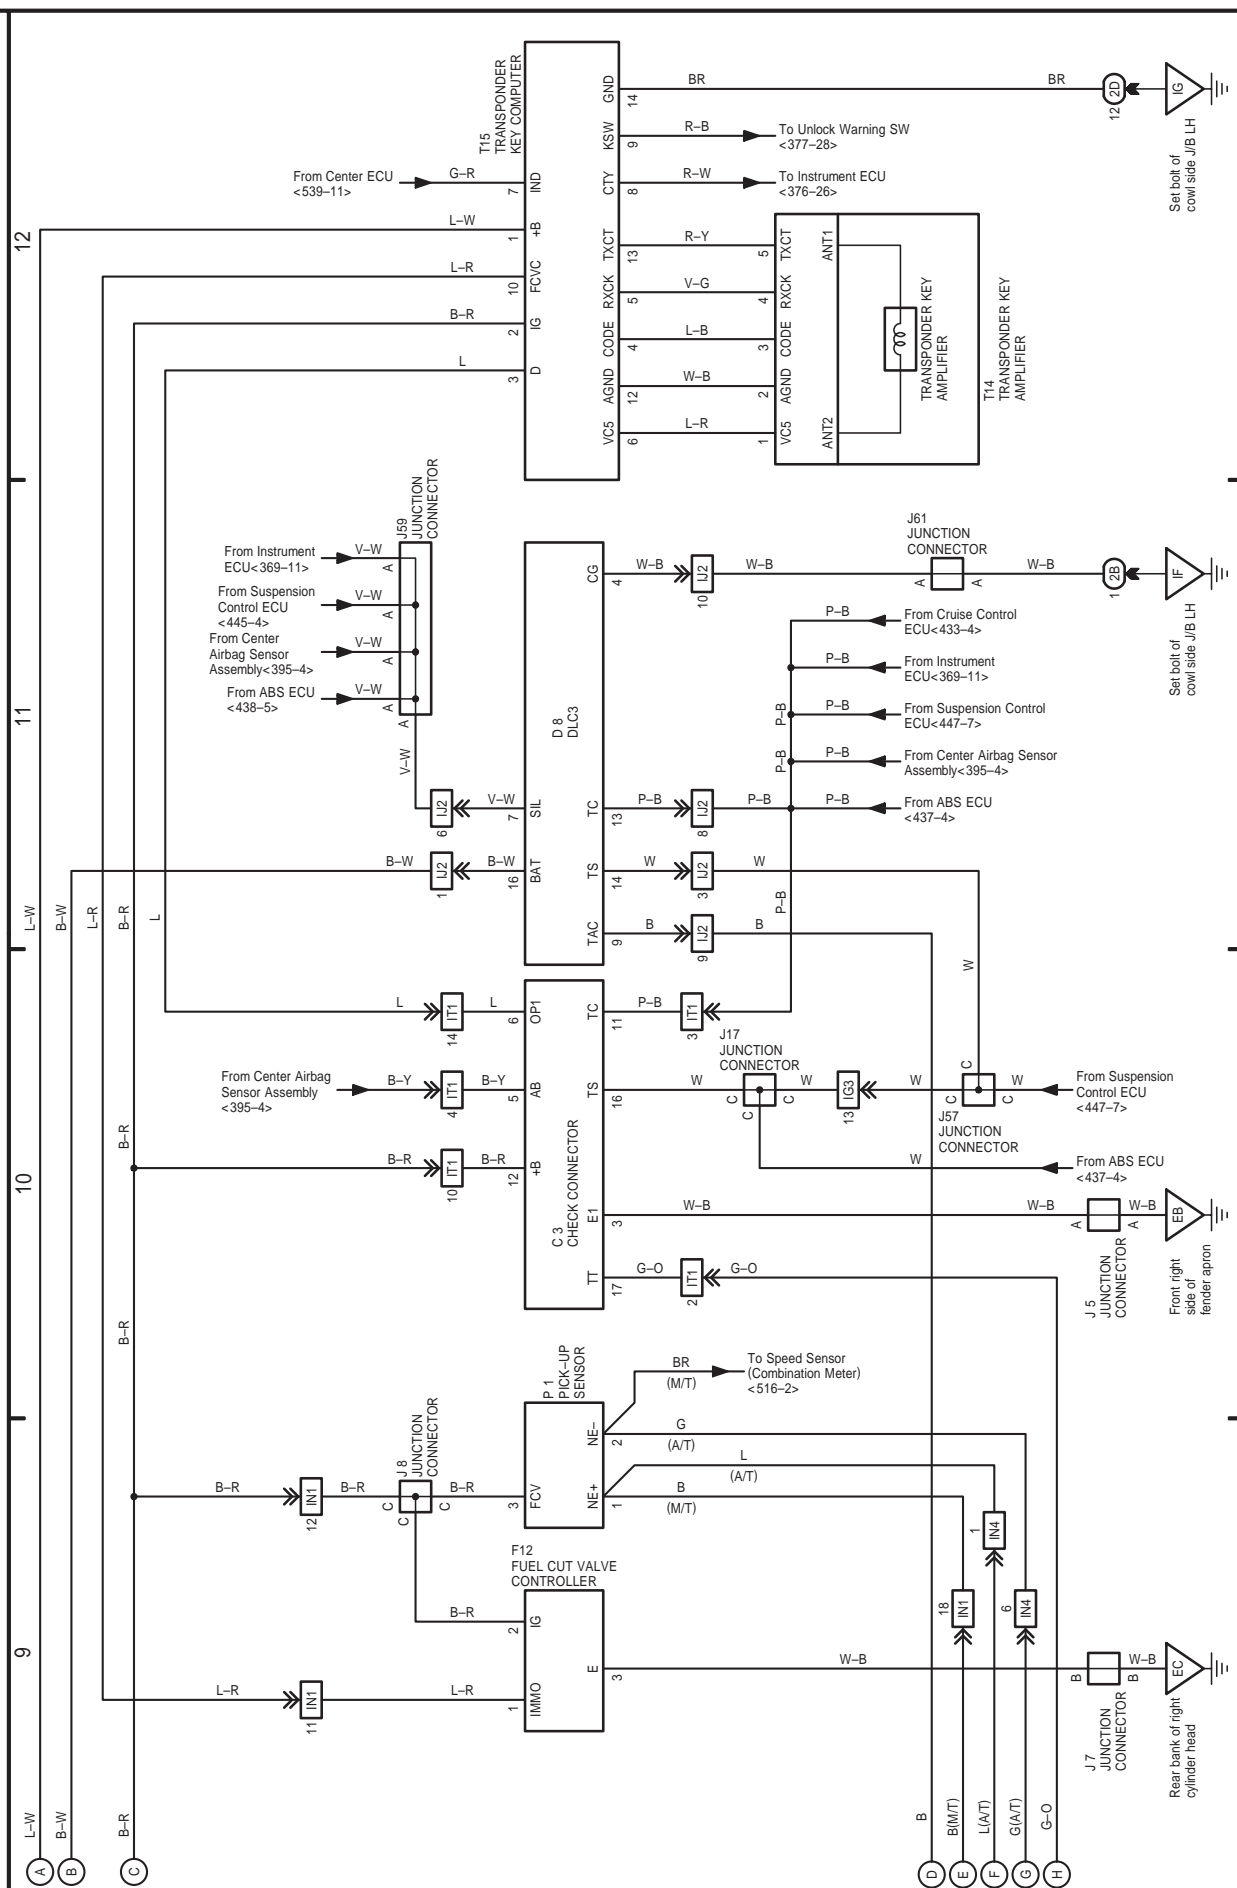 12
T15
TRANSPONDER
KEY COMPUTER
From Center ECU
<539–11>
G–R
7
IND
L–W
1
+B
L–R
10
FCVC
B–R
2
IG
L
3
D
GND
14
BR
BR
12
2D
IG
Set bolt of
cowl side J/B LH
KSW
9
R–B
To Unlock Warning SW
<377–28>
CTY
8
R–W
To Instrument ECU
<376–26>
TXCT
13
R–Y
5
TXCT
ANT1
RXCK
5
V–G
4
RXCK
CODE
4
L–B
3
CODE
AGND
12
W–B
2
AGND
VC5
6
L–R
1
VC5
ANT2
TRANSPONDER KEY
AMPLIFIER
T14
TRANSPONDER KEY
AMPLIFIER
11
J59
JUNCTION
CONNECTOR
From Instrument
ECU<369–11>
V–W
A
From Suspension
Control ECU
<445–4>
V–W
A
From Center
Airbag Sensor
Assembly<395–4>
V–W
A
From ABS ECU
<438–5>
V–W
A
A
V–W
6
IJ2
V–W
7
SIL
B–W
1
IJ2
B–W
16
BAT
D 8
DLC3
CG
4
W–B
10
IJ2
W–B
J61
JUNCTION
CONNECTOR
A
A
W–B
1
2B
IF
Set bolt of
cowl side J/B LH
P–B
From Cruise Control
ECU<433–4>
P–B
From Instrument
ECU<369–11>
P–B
P–B
From Suspension Control
ECU<447–7>
P–B
P–B
From Center Airbag Sensor
Assembly<395–4>
TC
13
P–B
8
IJ2
P–B
P–B
From ABS ECU
<437–4>
TS
14
W
3
IJ2
W
P–B
TAC
9
B
9
IJ2
B
W
L–W
B–W
L–R
B–R
L
10
L
14
IT1
L
6
OP1
From Center Airbag
Sensor Assembly
<395–4>
B–Y
4
IT1
B–Y
5
AB
B–R
B–R
10
IT1
B–R
12
+B
C 3
CHECK CONNECTOR
TC
11
P–B
3
IT1
TS
16
W
J17
JUNCTION
CONNECTOR
C
C
C
W
13
IG3
W
C
C
C
J57
JUNCTION
CONNECTOR
W
From Suspension
Control ECU
<447–7>
W
From ABS ECU
<437–4>
E1
3
W–B
W–B
A
A
J 5
JUNCTION
CONNECTOR
W–B
EB
Front right
side of
fender apron
TT
17
G–O
2
IT1
G–O
B–R
9
P 1
PICK–UP
SENSOR
BR
(M/T)
To Speed Sensor
(Combination Meter)
<516–2>
NE–
2
G
(A/T)
L
(A/T)
NE+
1
B
(M/T)
B–R
12
IN1
B–R
J 8
JUNCTION
CONNECTOR
C
C
C
B–R
3
FCV
F12
FUEL CUT VALVE
CONTROLLER
B–R
2
IG
L–R
11
IN1
L–R
1
IMMO
E
3
W–B
1
IN4
18
IN1
6
IN4
B
B
J 7
JUNCTION
CONNECTOR
W–B
EC
Rear bank of right
cylinder head
L–W
A
B–W
B
B–R
C
B
D
B(M/T)
E
L(A/T)
F
G(A/T)
G
G–O
H